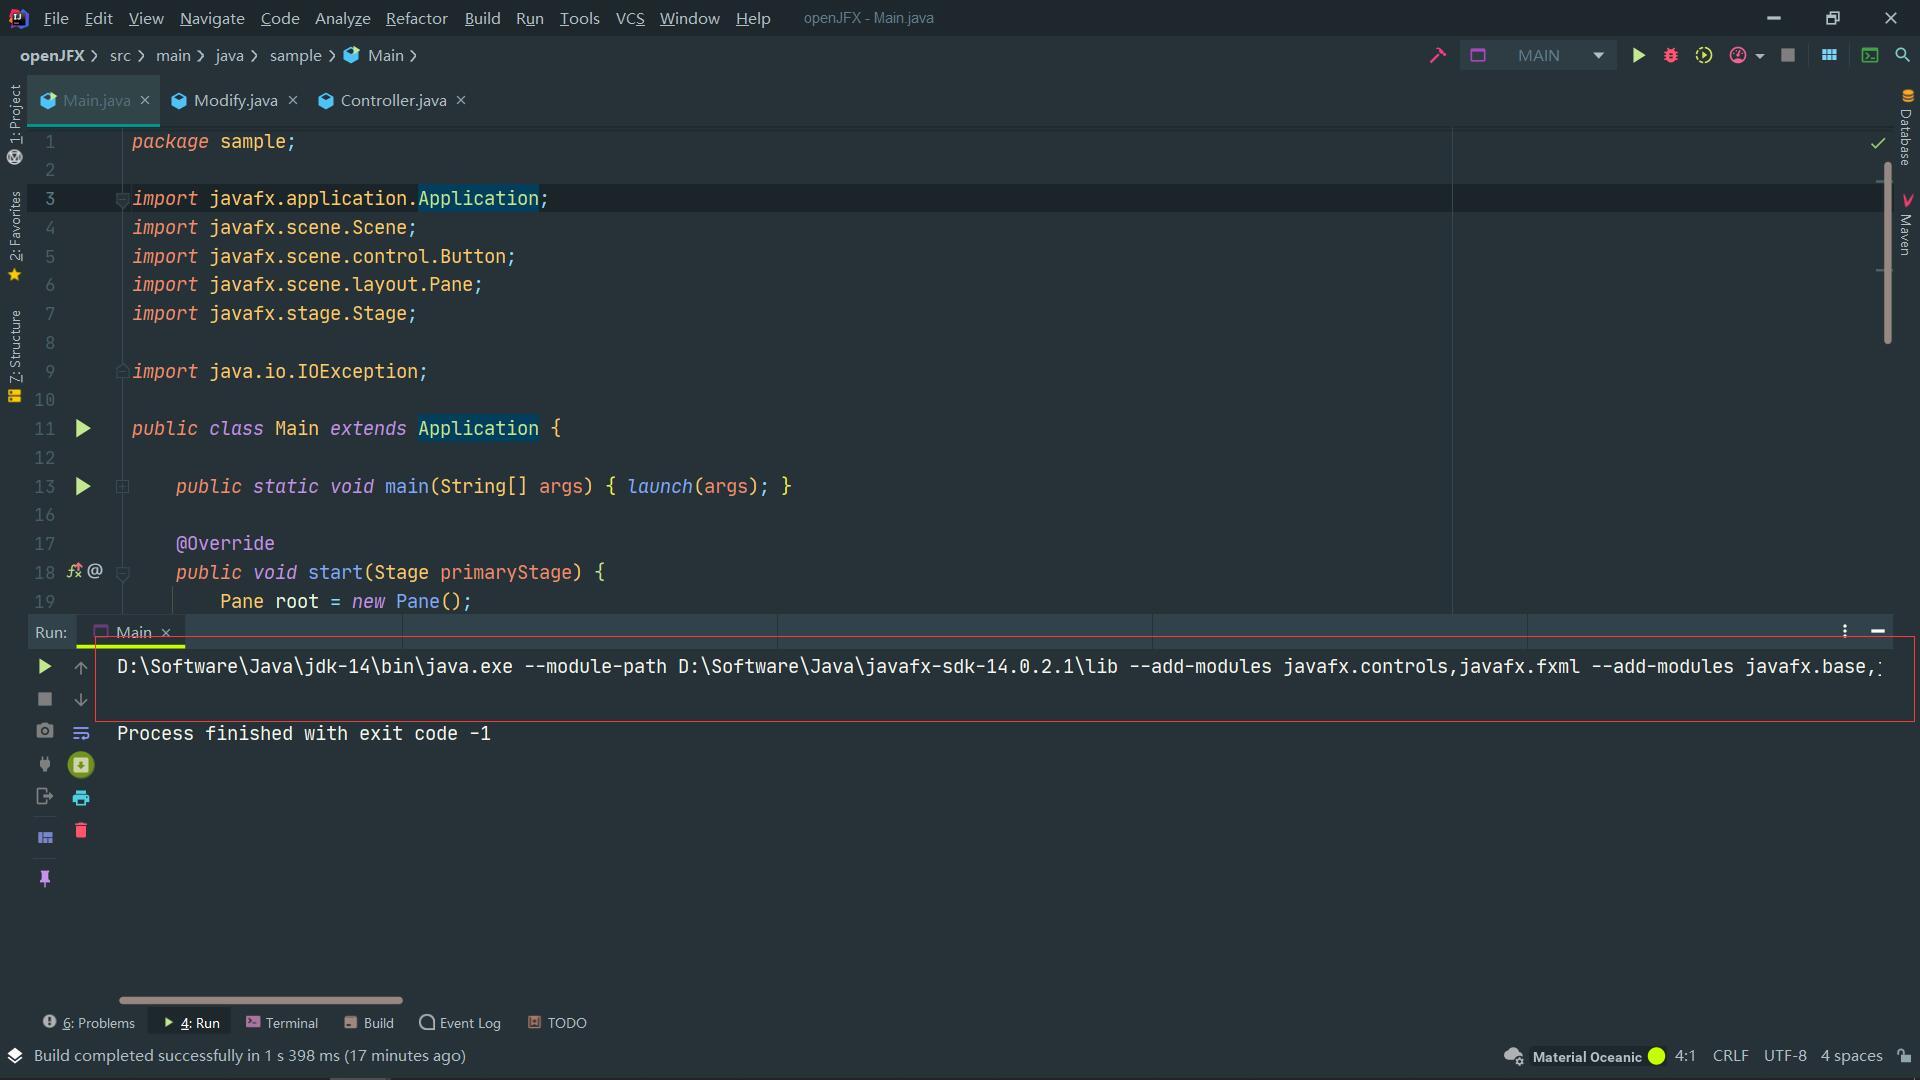 File Edit View Navigate Code Analyze Refactor Build Run Tools VCS Window Help openJFX - Main.java
openJFX src main java sample Main MAIN
Main.java Modify.java Controller.java
1: Project
2: Favorites
7: Structure
Database
Maven
1 package sample;
2
3 import javafx.application.Application;
4 import javafx.scene.Scene;
5 import javafx.scene.control.Button;
6 import javafx.scene.layout.Pane;
7 import javafx.stage.Stage;
8
9 import java.io.IOException;
10
11 public class Main extends Application {
12
13 public static void main(String[] args) { launch(args); }
16
17 @Override
18 public void start(Stage primaryStage) {
19 Pane root = new Pane();
Run: Main
D:\Software\Java\jdk-14\bin\java.exe --module-path D:\Software\Java\javafx-sdk-14.0.2.1\lib --add-modules javafx.controls,javafx.fxml --add-modules javafx.base,
Process finished with exit code -1
6: Problems 4: Run Terminal Build Event Log TODO
Build completed successfully in 1 s 398 ms (17 minutes ago) Material Oceanic 4:1 CRLF UTF-8 4 spaces